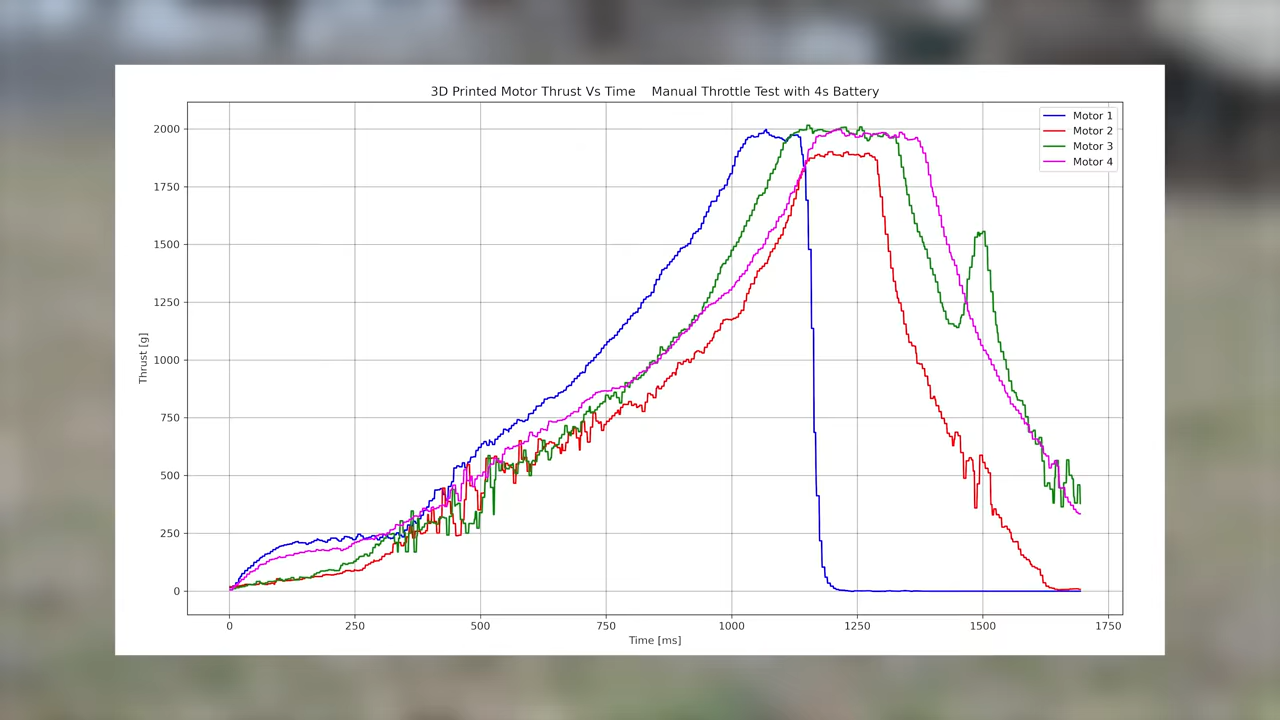 3D Printed Motor Thrust Vs Time    Manual Throttle Test with 4s Battery
Motor 1
Motor 2
Motor 3
Motor 4
2000
1750
1500
1250
1000
750
500
250
0
Thrust [g]
0 250 500 750 1000 1250 1500 1750
Time [ms]